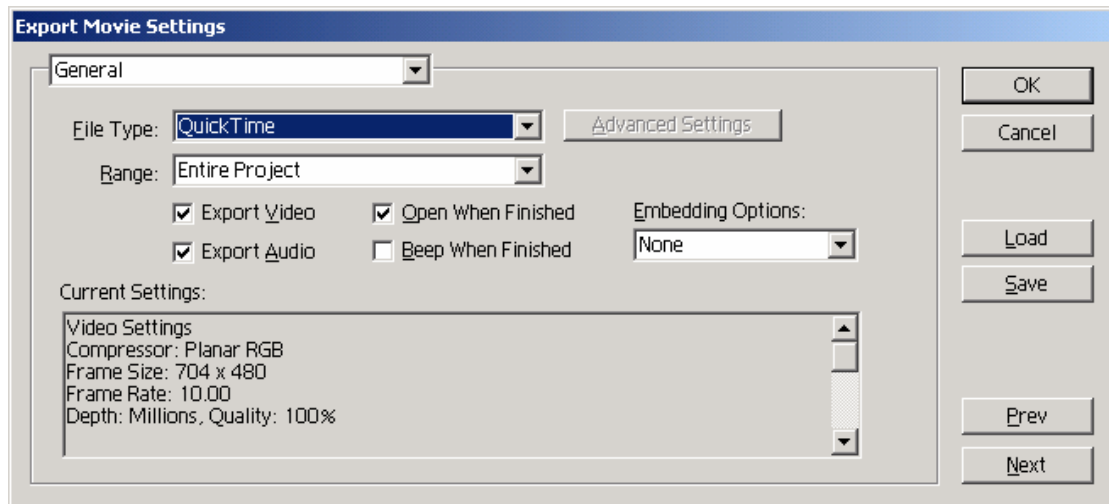 Export Movie Settings
General
File Type: QuickTime Advanced Settings
Range: Entire Project
Export Video Open When Finished Embedding Options:
Export Audio Beep When Finished None
Current Settings:
Video Settings
Compressor: Planar RGB
Frame Size: 704 x 480
Frame Rate: 10.00
Depth: Millions, Quality: 100%
OK
Cancel
Load
Save
Prev
Next